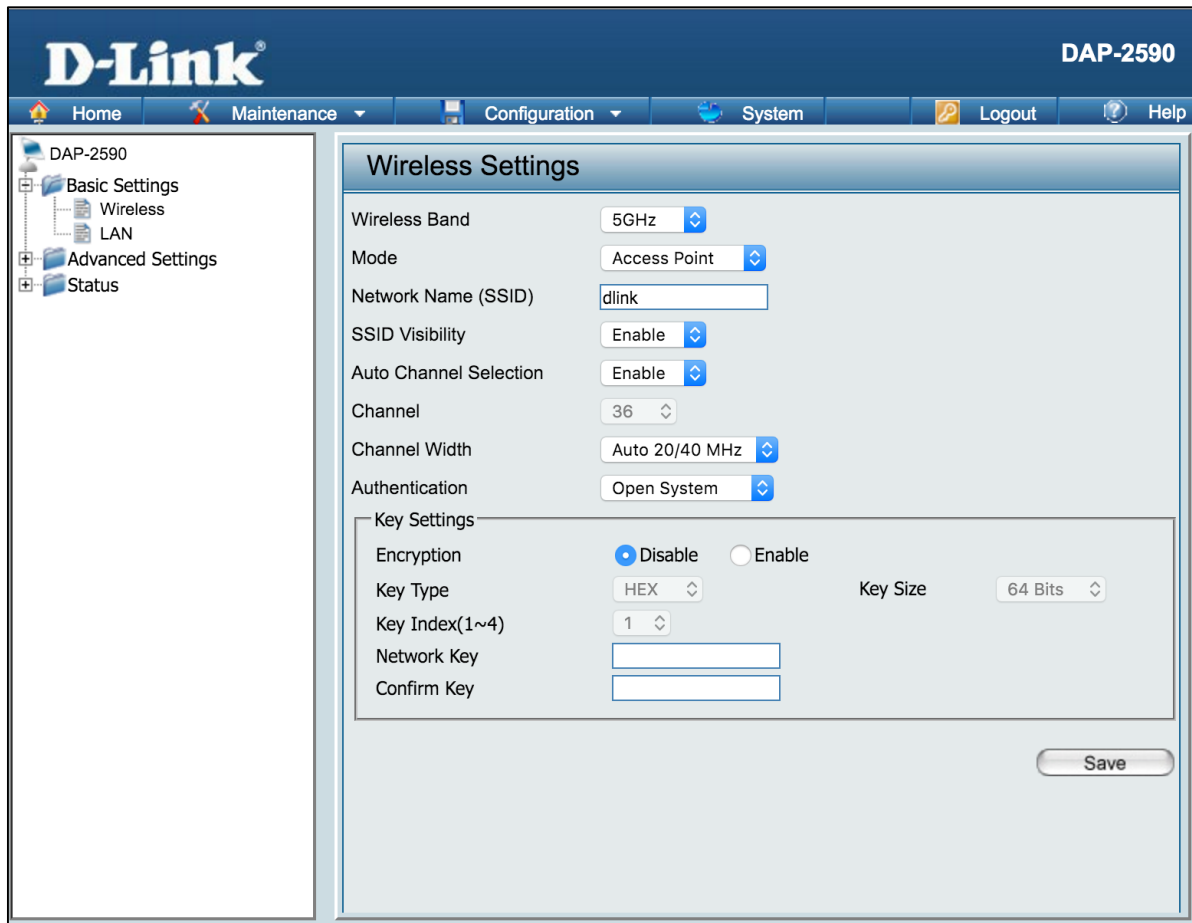 D-Link®
DAP-2590
Home Maintenance Configuration System Logout Help
DAP-2590
Basic Settings
Wireless
LAN
Advanced Settings
Status
Wireless Settings
Wireless Band 5GHz
Mode Access Point
Network Name (SSID) dlink
SSID Visibility Enable
Auto Channel Selection Enable
Channel 36
Channel Width Auto 20/40 MHz
Authentication Open System
Key Settings
Encryption Disable Enable
Key Type HEX Key Size 64 Bits
Key Index(1~4) 1
Network Key
Confirm Key
Save